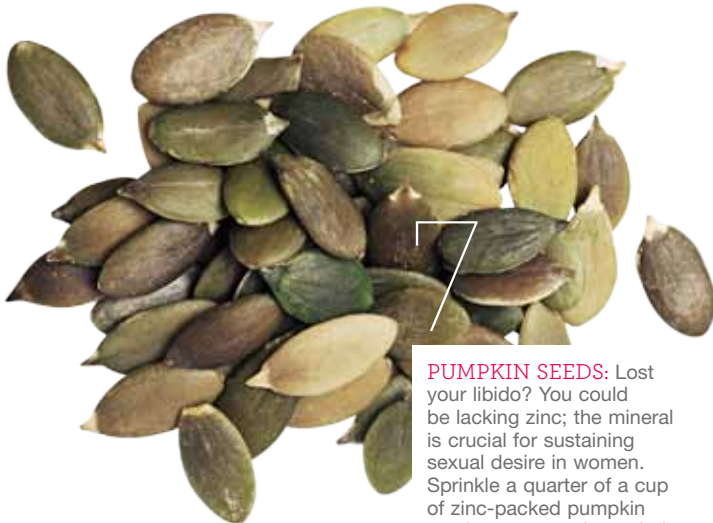 PUMPKIN SEEDS: Lost
your libido? You could
be lacking zinc; the mineral
is crucial for sustaining
sexual desire in women.
Sprinkle a quarter of a cup
of zinc-packed pumpkin